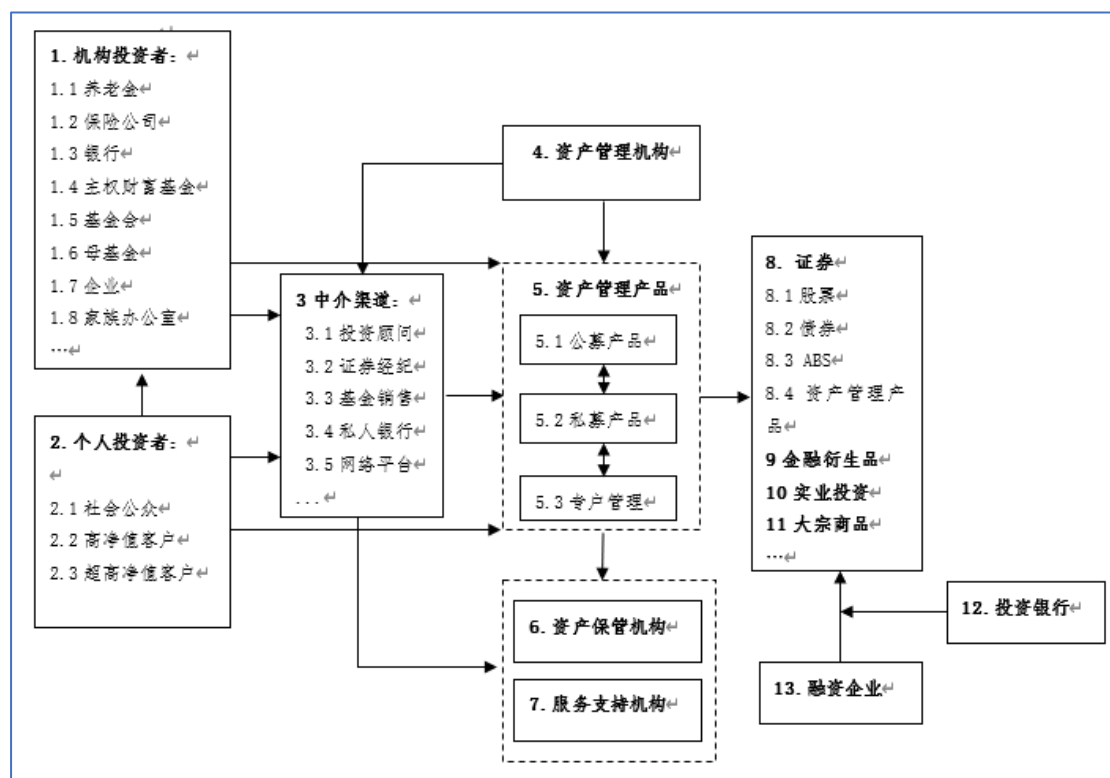 1. 机构投资者：
1.1 养老金
1.2 保险公司
1.3 银行
1.4 主权财富基金
1.5 基金会
1.6 母基金
1.7 企业
1.8 家族办公室
…
2. 个人投资者：
2.1 社会公众
2.2 高净值客户
2.3 超高净值客户
3 中介渠道：
3.1 投资顾问
3.2 证券经纪
3.3 基金销售
3.4 私人银行
3.5 网络平台
...
4. 资产管理机构
5. 资产管理产品
5.1 公募产品
5.2 私募产品
5.3 专户管理
6. 资产保管机构
7. 服务支持机构
8. 证券
8.1 股票
8.2 债券
8.3 ABS
8.4 资产管理产
品
9 金融衍生品
10 实业投资
11 大宗商品
…
12. 投资银行
13. 融资企业